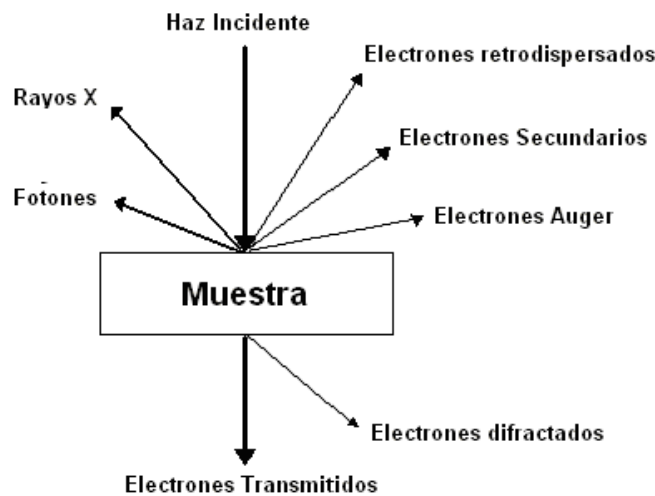 Haz Incidente
Electrones retrodispersados
Rayos X
Electrones Secundarios
Fotones
Electrones Auger
Muestra
Electrones difractados
Electrones Transmitidos